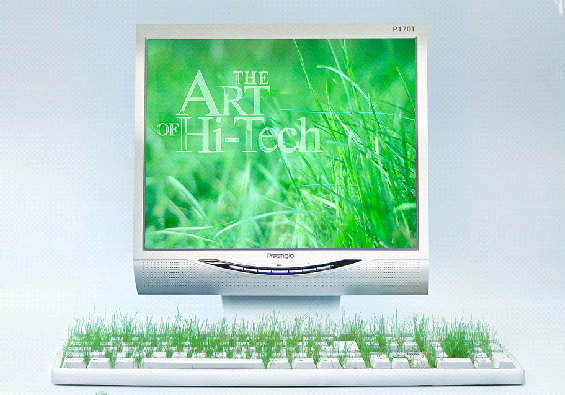 P170T
THE
ART
OF Hi-Tech
Prestigio